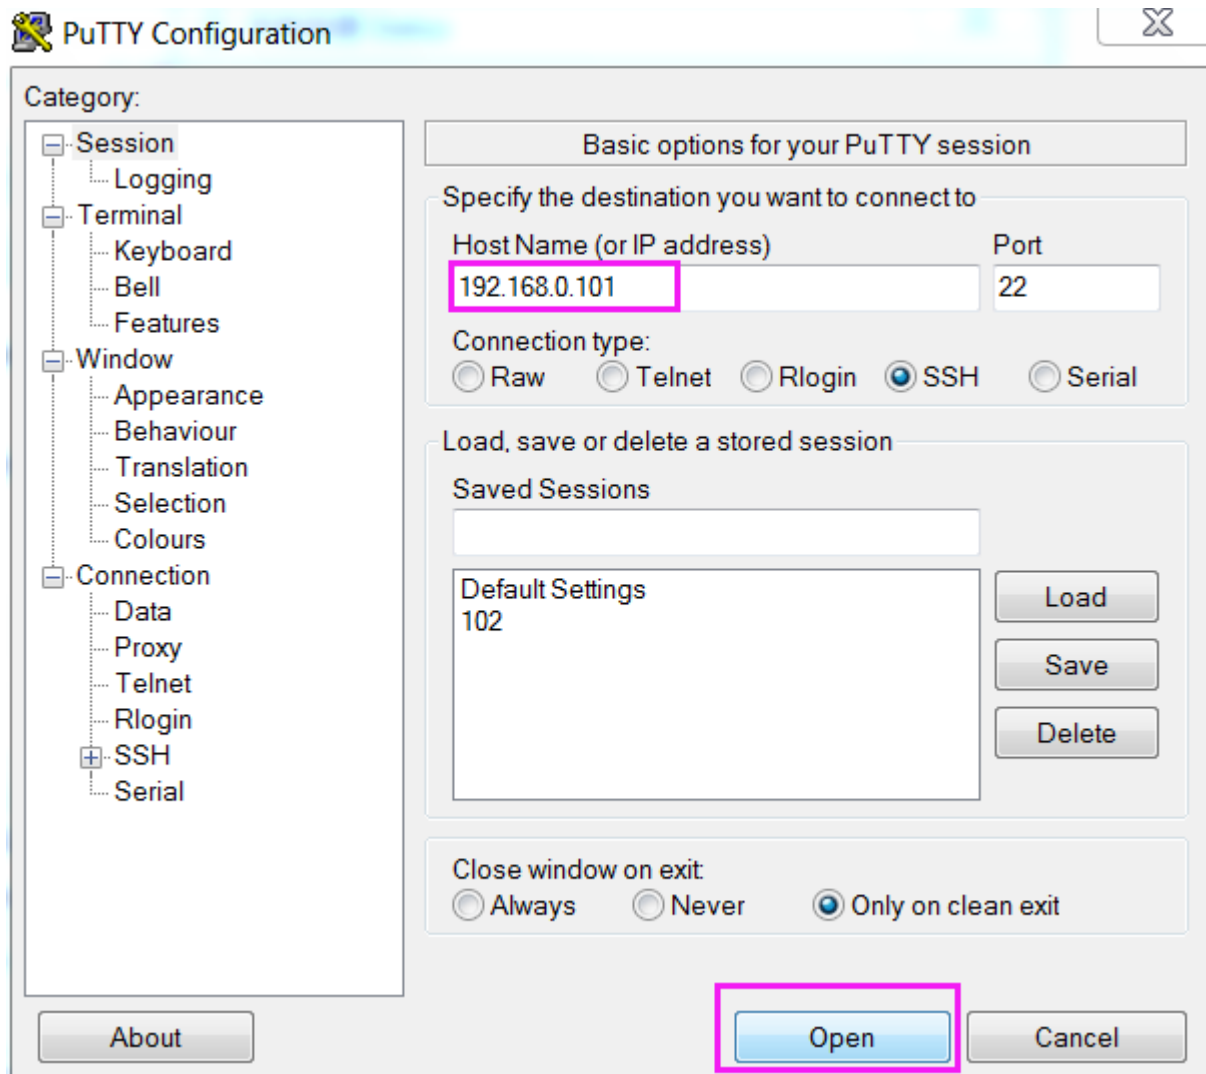 PuTTY Configuration
Category:
Session
Logging
Terminal
Keyboard
Bell
Features
Window
Appearance
Behaviour
Translation
Selection
Colours
Connection
Data
Proxy
Telnet
Rlogin
SSH
Serial
Basic options for your PuTTY session
Specify the destination you want to connect to
Host Name (or IP address) Port
192.168.0.101 22
Connection type:
Raw Telnet Rlogin SSH Serial
Load, save or delete a stored session
Saved Sessions
Default Settings
102
Load
Save
Delete
Close window on exit:
Always Never Only on clean exit
About Open Cancel